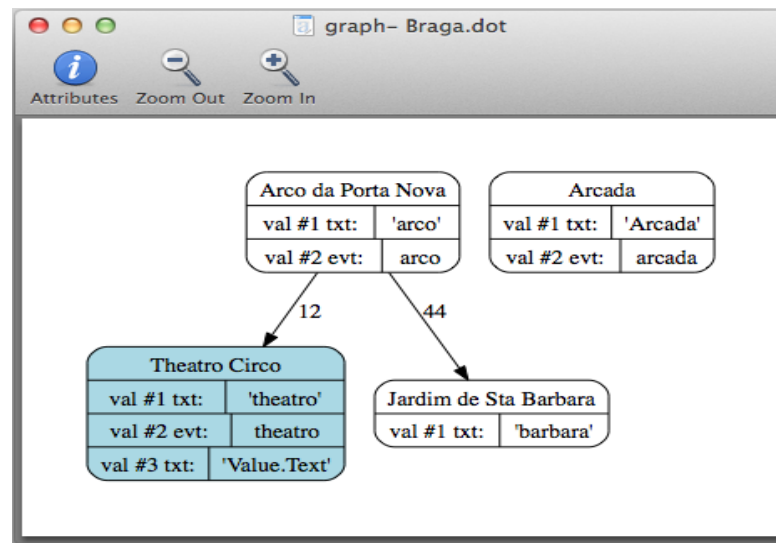 graph- Braga.dot
Attributes Zoom Out Zoom In
Arco da Porta Nova
val #1 txt: 'arco'
val #2 evt: arco
Arcada
val #1 txt: 'Arcada'
val #2 evt: arcada
12
44
Theatro Circo
val #1 txt: 'theatro'
val #2 evt: theatro
val #3 txt: 'Value.Text'
Jardim de Sta Barbara
val #1 txt: 'barbara'